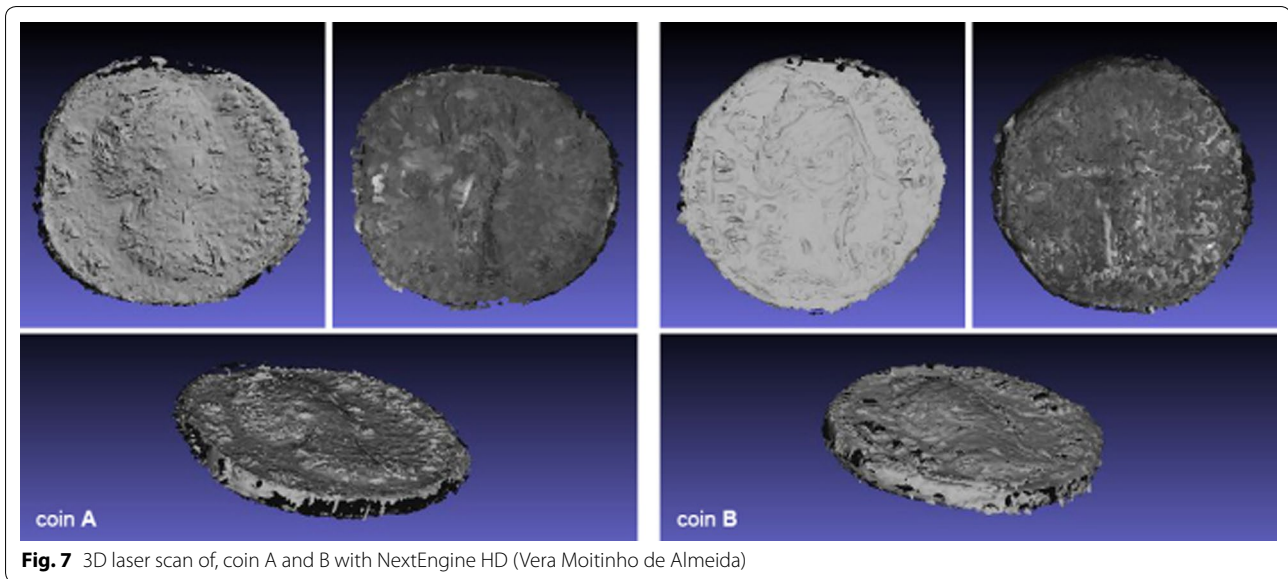 coin A
coin B
Fig. 7 3D laser scan of, coin A and B with NextEngine HD (Vera Moitinho de Almeida)